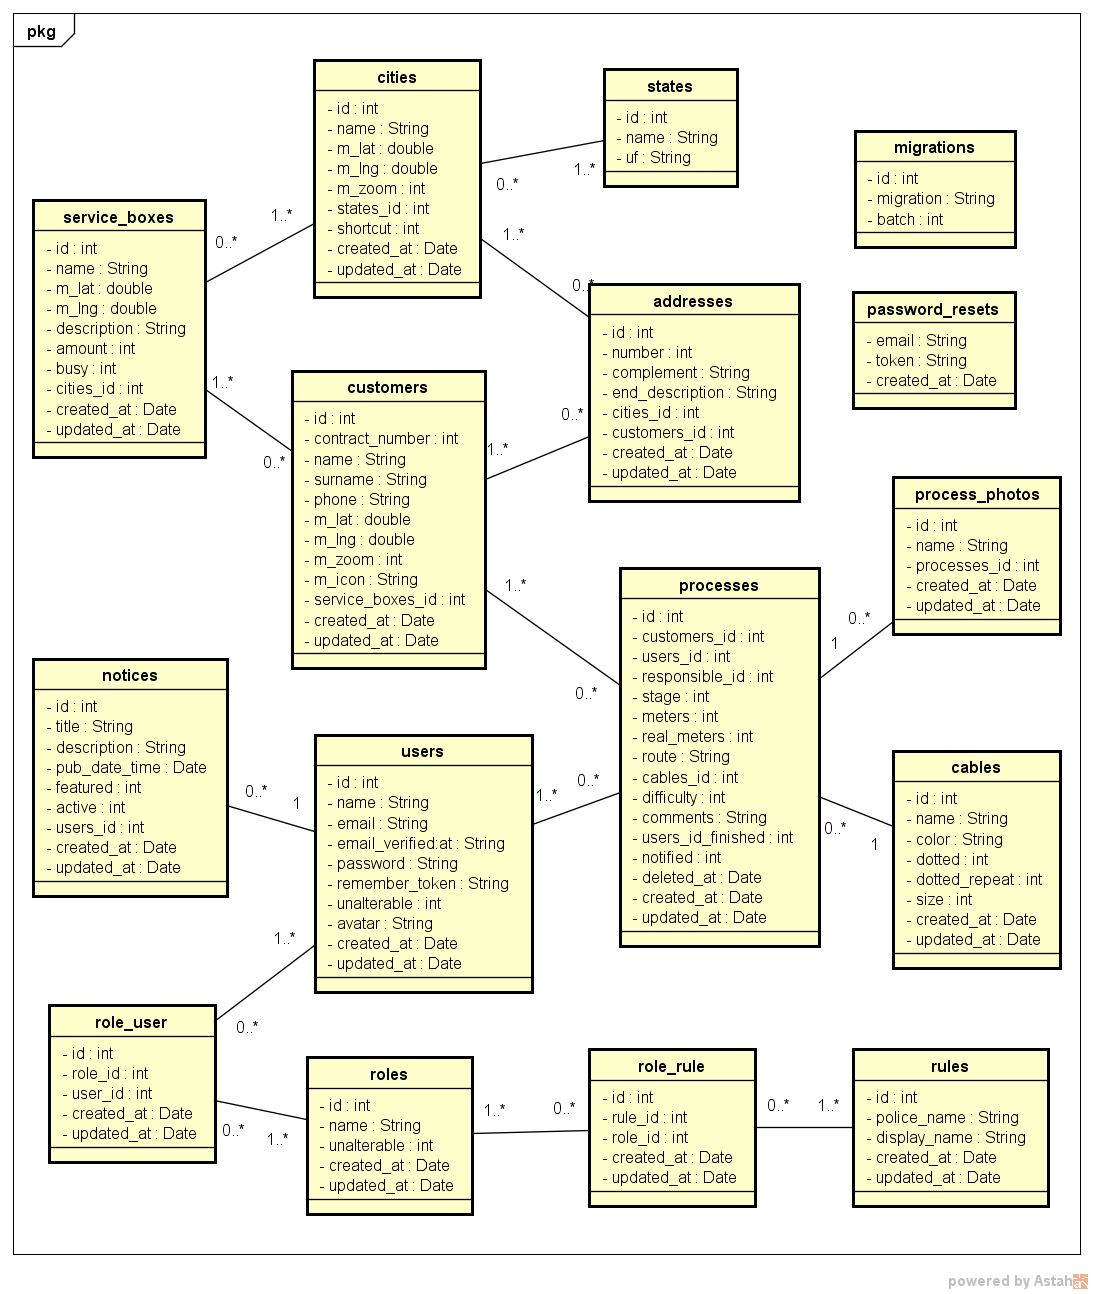 pkg
cities
- id : int
- name : String
- m_lat : double
- m_lng : double
- m_zoom : int
- states_id : int
- shortcut : int
- created_at : Date
- updated_at : Date
states
- id : int
- name : String
- uf : String
0..*
1..*
migrations
- id : int
- migration : String
- batch : int
service_boxes
- id : int
- name : String
- m_lat : double
- m_lng : double
- description : String
- amount : int
- busy : int
- cities_id : int
- created_at : Date
- updated_at : Date
0..*
1..*
1..*
0..*
1..*
0..*
addresses
- id : int
- number : int
- complement : String
- end_description : String
- cities_id : int
- customers_id : int
- created_at : Date
- updated_at : Date
password_resets
- email : String
- token : String
- created_at : Date
customers
- id : int
- contract_number : int
- name : String
- surname : String
- phone : String
- m_lat : double
- m_lng : double
- m_zoom : int
- m_icon : String
- service_boxes_id : int
- created_at : Date
- updated_at : Date
1..*
0..*
1..*
0..*
processes
- id : int
- customers_id : int
- users_id : int
- responsible_id : int
- stage : int
- meters : int
- real_meters : int
- route : String
- cables_id : int
- difficulty : int
- comments : String
- users_id_finished : int
- notified : int
- deleted_at : Date
- created_at : Date
- updated_at : Date
process_photos
- id : int
- name : String
- processes_id : int
- created_at : Date
- updated_at : Date
1
0..*
notices
- id : int
- title : String
- description : String
- pub_date_time : Date
- featured : int
- active : int
- users_id : int
- created_at : Date
- updated_at : Date
0..*
1
users
- id : int
- name : String
- email : String
- email_verified:at : String
- password : String
- remember_token : String
- unalterable : int
- avatar : String
- created_at : Date
- updated_at : Date
1..*
0..*
0..*
1
cables
- id : int
- name : String
- color : String
- dotted : int
- dotted_repeat : int
- size : int
- created_at : Date
- updated_at : Date
1..*
0..*
role_user
- id : int
- role_id : int
- user_id : int
- created_at : Date
- updated_at : Date
0..*
1..*
roles
- id : int
- name : String
- unalterable : int
- created_at : Date
- updated_at : Date
1..*
0..*
role_rule
- id : int
- rule_id : int
- role_id : int
- created_at : Date
- updated_at : Date
0..*
1..*
rules
- id : int
- police_name : String
- display_name : String
- created_at : Date
- updated_at : Date
powered by Astah